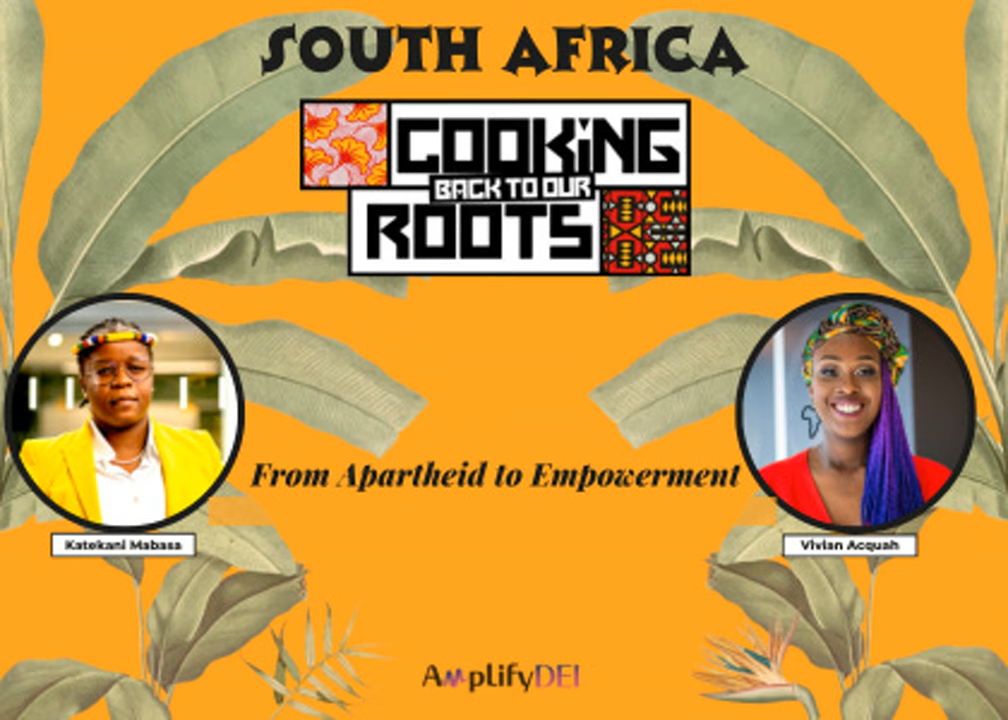 SOUTH AFRICA
COOKiNG
BACK TO OUR
ROOTS
From Apartheid to Empowerment
Katekani Mabasa
Vivian Acquah
AmplifyDEI